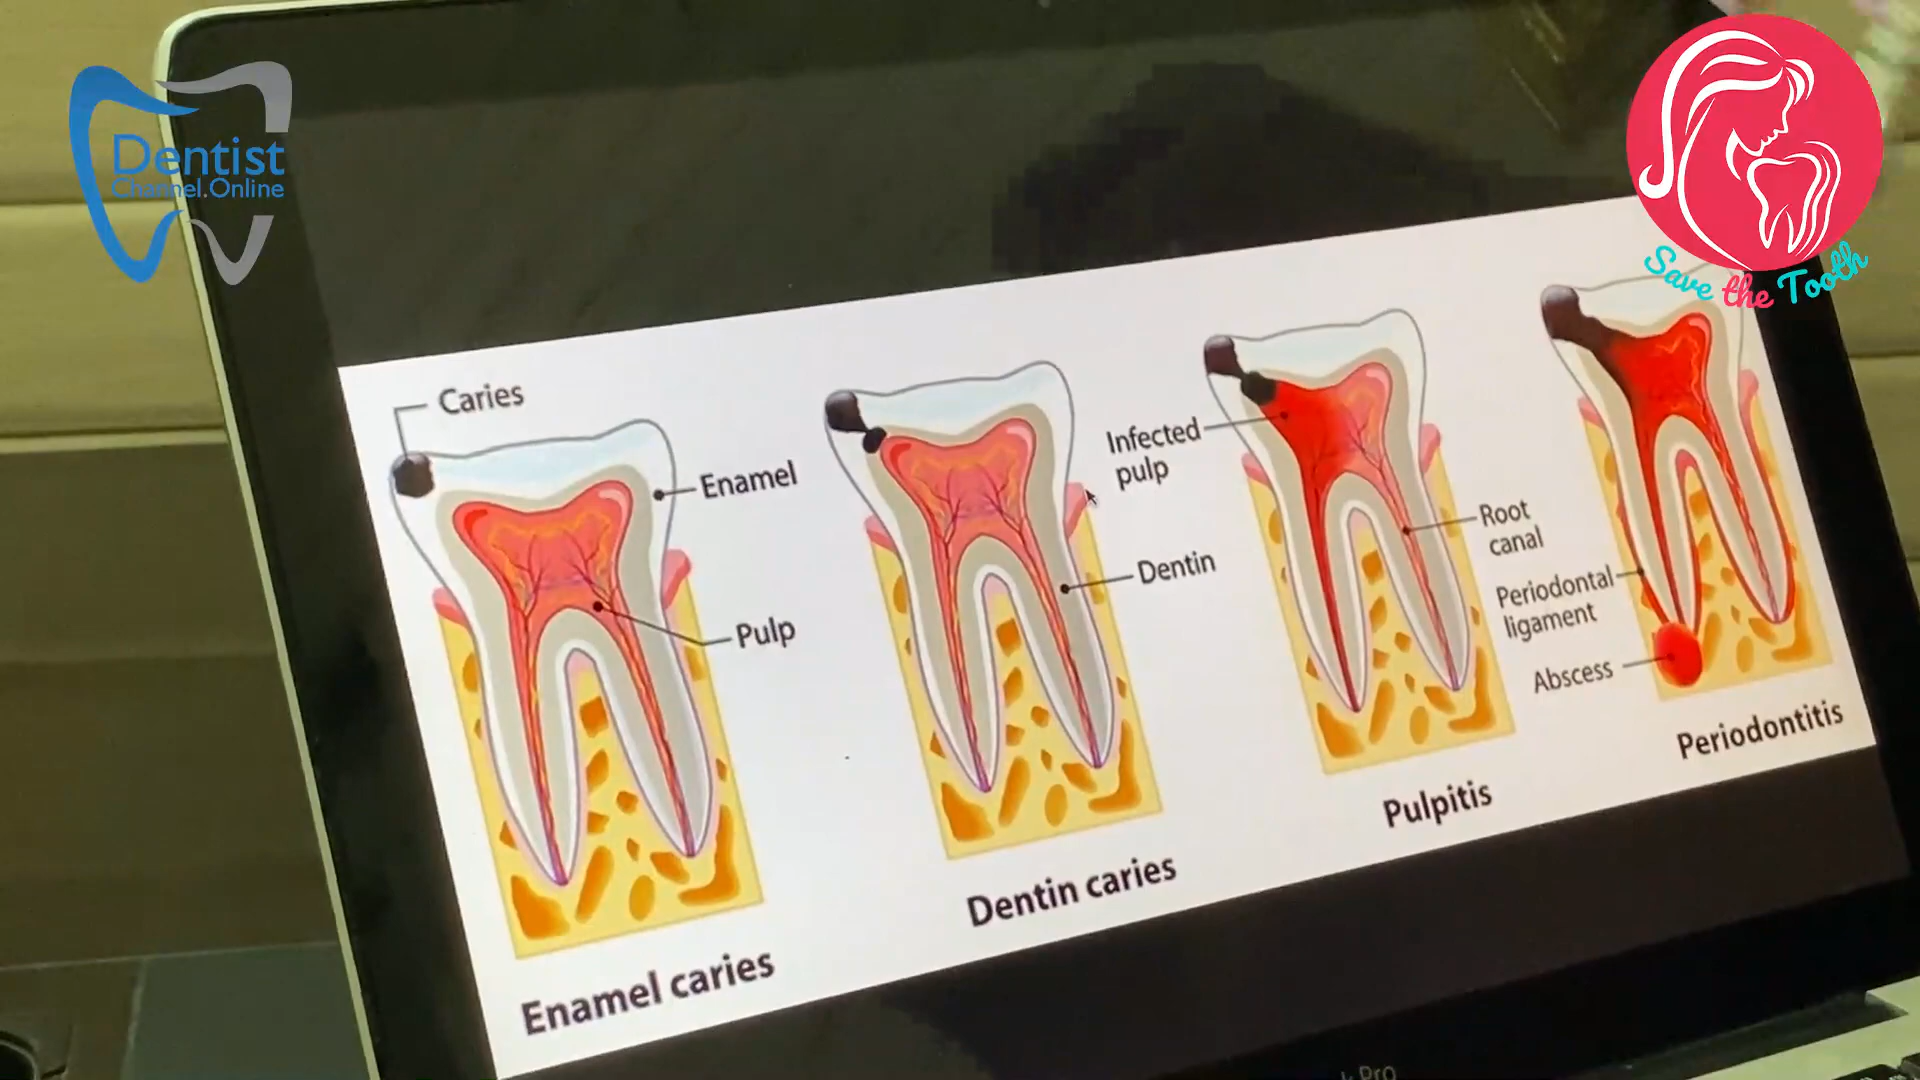 Dentist
Channel.Online
Save the Tooth
Caries
Enamel
Pulp
Enamel caries
Dentin
Dentin caries
Infected
pulp
Root
canal
Pulpitis
Periodontal
ligament
Abscess
Periodontitis
Pro